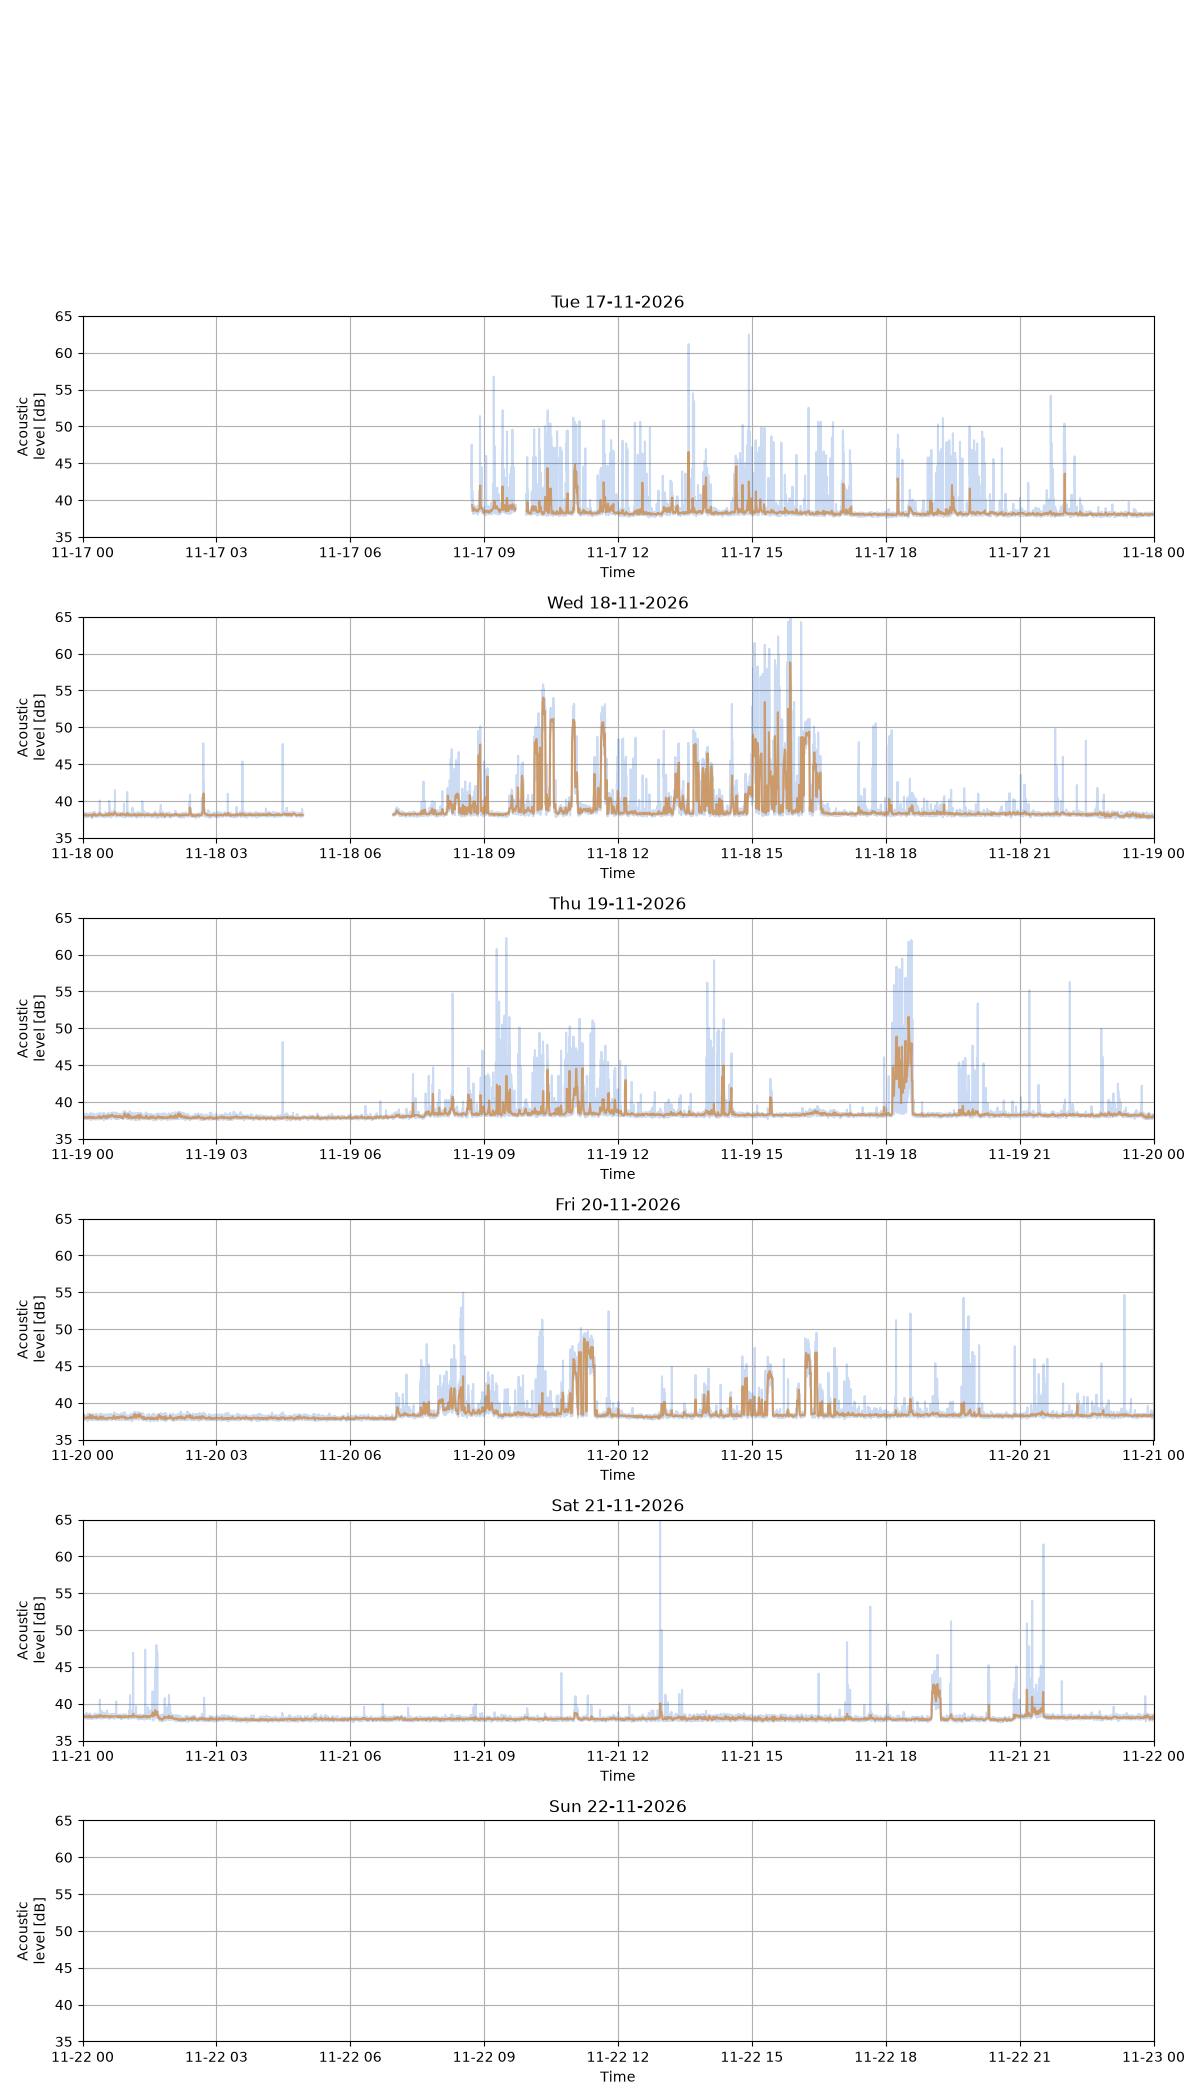 Tue 17-11-2026
65
60
55
50
45
40
35
Acoustic
level [dB]
11-17 00 11-17 03 11-17 06 11-17 09 11-17 12 11-17 15 11-17 18 11-17 21 11-18 00
Time
Wed 18-11-2026
65
60
55
50
45
40
35
Acoustic
level [dB]
11-18 00 11-18 03 11-18 06 11-18 09 11-18 12 11-18 15 11-18 18 11-18 21 11-19 00
Time
Thu 19-11-2026
65
60
55
50
45
40
35
Acoustic
level [dB]
11-19 00 11-19 03 11-19 06 11-19 09 11-19 12 11-19 15 11-19 18 11-19 21 11-20 00
Time
Fri 20-11-2026
65
60
55
50
45
40
35
Acoustic
level [dB]
11-20 00 11-20 03 11-20 06 11-20 09 11-20 12 11-20 15 11-20 18 11-20 21 11-21 00
Time
Sat 21-11-2026
65
60
55
50
45
40
35
Acoustic
level [dB]
11-21 00 11-21 03 11-21 06 11-21 09 11-21 12 11-21 15 11-21 18 11-21 21 11-22 00
Time
Sun 22-11-2026
65
60
55
50
45
40
35
Acoustic
level [dB]
11-22 00 11-22 03 11-22 06 11-22 09 11-22 12 11-22 15 11-22 18 11-22 21 11-23 00
Time